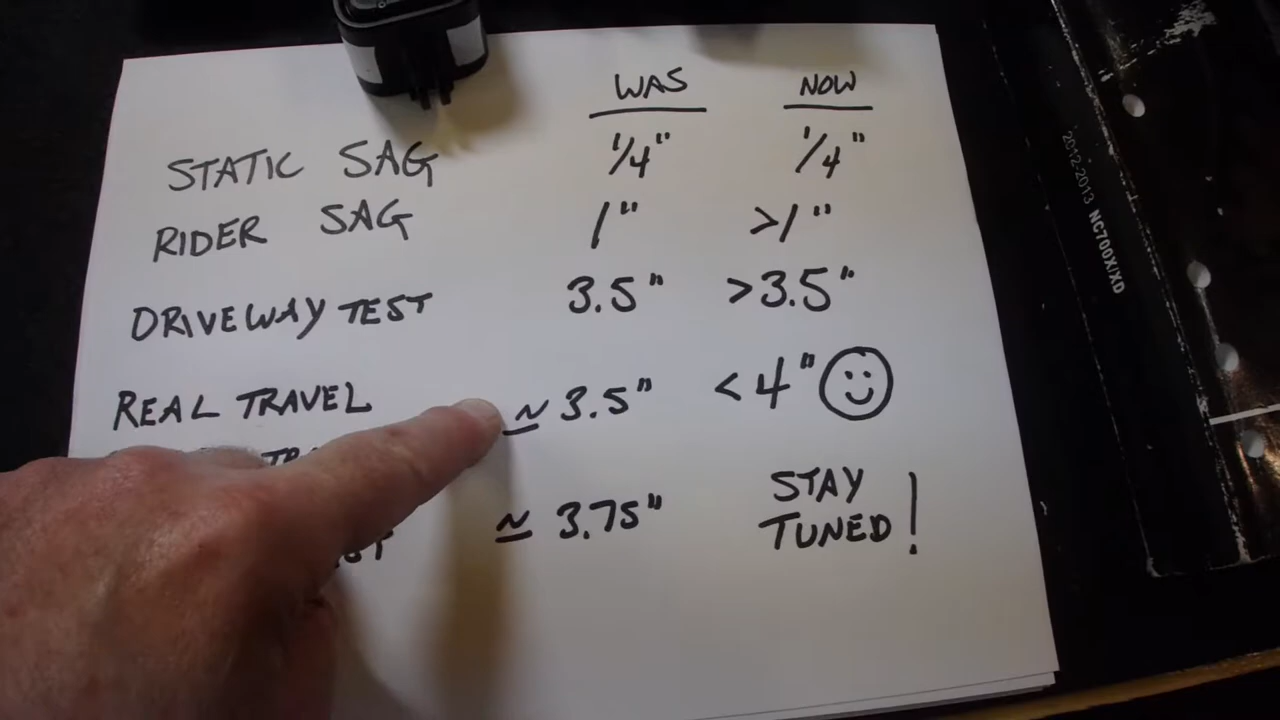 WAS NOW
STATIC SAG 1/4" 1/4"
RIDER SAG 1" >1"
DRIVEWAY TEST 3.5" >3.5"
REAL TRAVEL ≃ 3.5" <4"
≃ 3.75" STAY
TUNED!
2012-2013 NC700X/XD